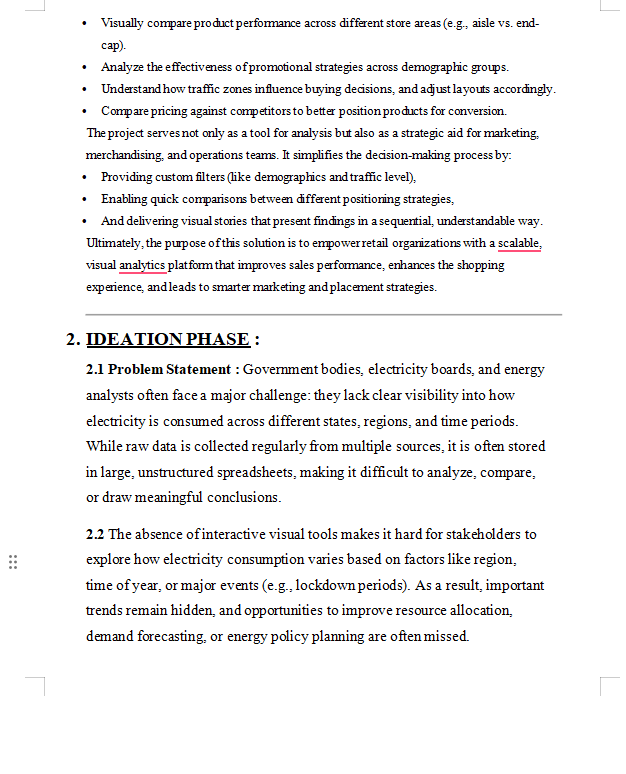 • Visually compare product performance across different store areas (e.g., aisle vs. end-
cap).
• Analyze the effectiveness of promotional strategies across demographic groups.
• Understand how traffic zones influence buying decisions, and adjust layouts accordingly.
• Compare pricing against competitors to better position products for conversion.
The project serves not only as a tool for analysis but also as a strategic aid for marketing,
merchandising, and operations teams. It simplifies the decision-making process by:
• Providing custom filters (like demographics and traffic level),
• Enabling quick comparisons between different positioning strategies,
• And delivering visual stories that present findings in a sequential, understandable way.
Ultimately, the purpose of this solution is to empower retail organizations with a scalable,
visual analytics platform that improves sales performance, enhances the shopping
experience, and leads to smarter marketing and placement strategies.
2. IDEATION PHASE :
2.1 Problem Statement : Government bodies, electricity boards, and energy
analysts often face a major challenge: they lack clear visibility into how
electricity is consumed across different states, regions, and time periods.
While raw data is collected regularly from multiple sources, it is often stored
in large, unstructured spreadsheets, making it difficult to analyze, compare,
or draw meaningful conclusions.
2.2 The absence of interactive visual tools makes it hard for stakeholders to
explore how electricity consumption varies based on factors like region,
time of year, or major events (e.g., lockdown periods). As a result, important
trends remain hidden, and opportunities to improve resource allocation,
demand forecasting, or energy policy planning are often missed.